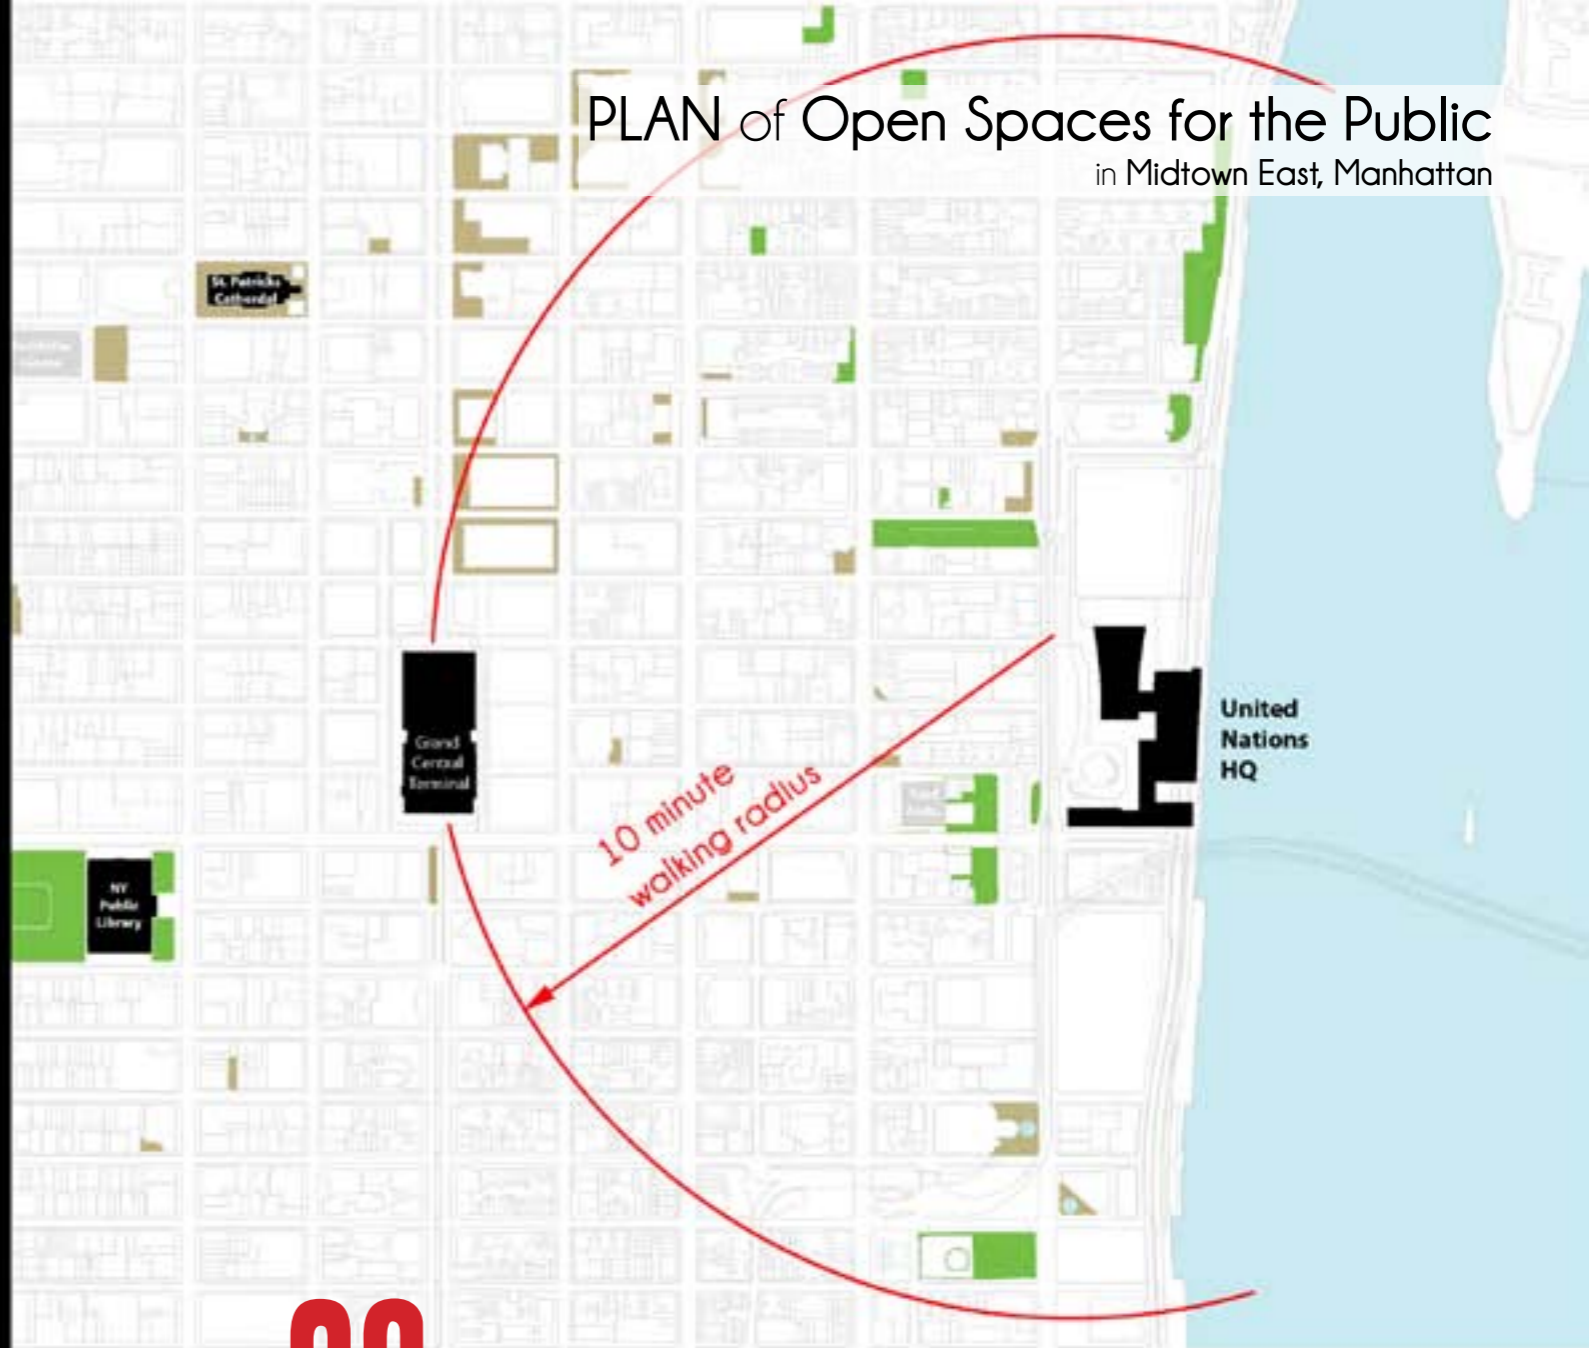 PLAN of Open Spaces for the Public
in Midtown East, Manhattan
St. Patricks
Cathedral
Grand
Central
Terminal
United
Nations
HQ
10 minute
walking radius
NY
Public
Library